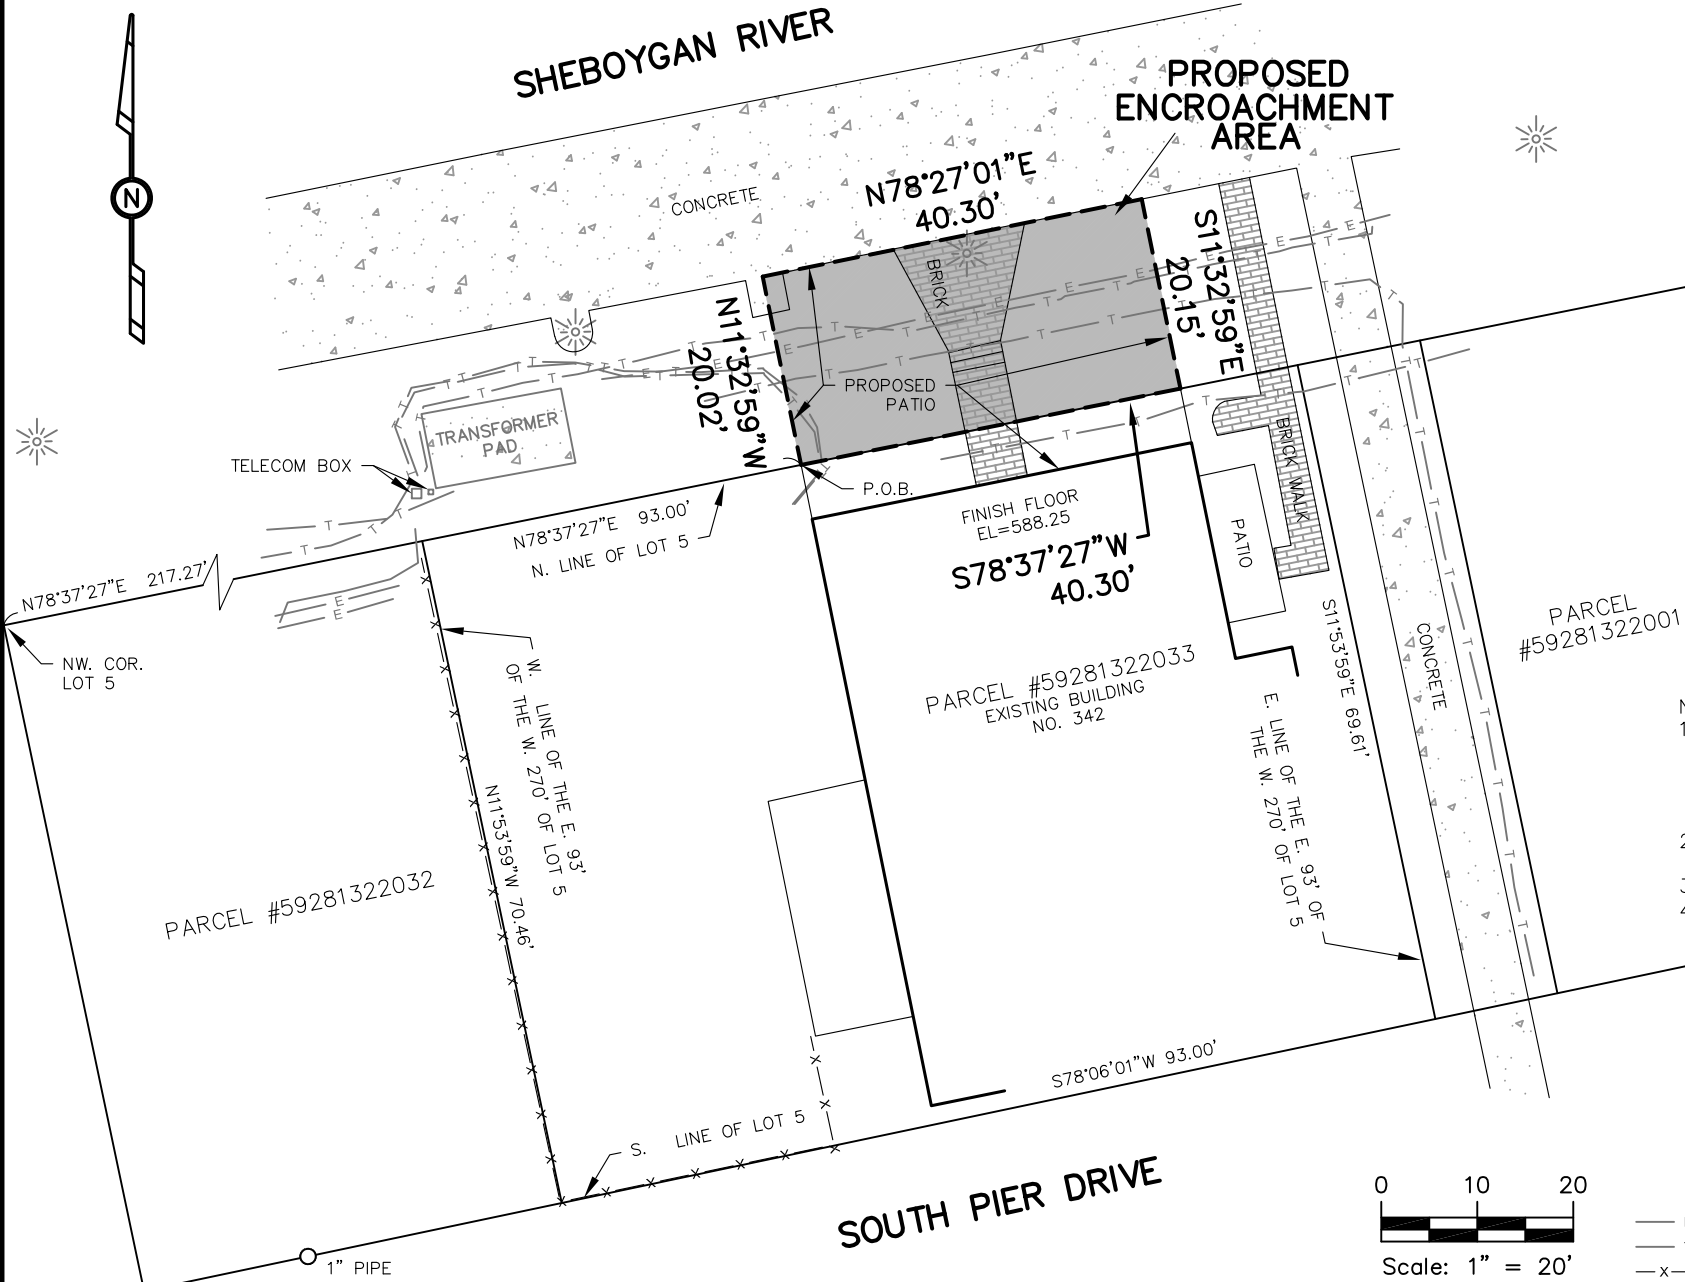 SHEBOYGAN RIVER
PROPOSED
ENCROACHMENT
AREA
N
CONCRETE
N78°27'01"E
40.30'
S11°32'59"E
20.15'
N11°32'59"W
20.02'
BRICK
PROPOSED
PATIO
TRANSFORMER
PAD
TELECOM BOX
P.O.B.
BRICK WALK
N78°37'27"E 93.00'
N. LINE OF LOT 5
FINISH FLOOR
EL=588.25
S78°37'27"W
40.30'
PATIO
N78°37'27"E 217.27'
NW. COR.
LOT 5
W. LINE OF THE E. 93'
OF THE W. 270' OF LOT 5
N11°53'59"W 70.46'
PARCEL #59281322033
EXISTING BUILDING
NO. 342
S11°53'59"E 69.61'
CONCRETE
PARCEL
#59281322001
E. LINE OF THE E. 93' OF
THE W. 270' OF LOT 5
PARCEL #59281322032
S78°06'01"W 93.00'
S. LINE OF LOT 5
SOUTH PIER DRIVE
1" PIPE
0 10 20
Scale: 1" = 20'